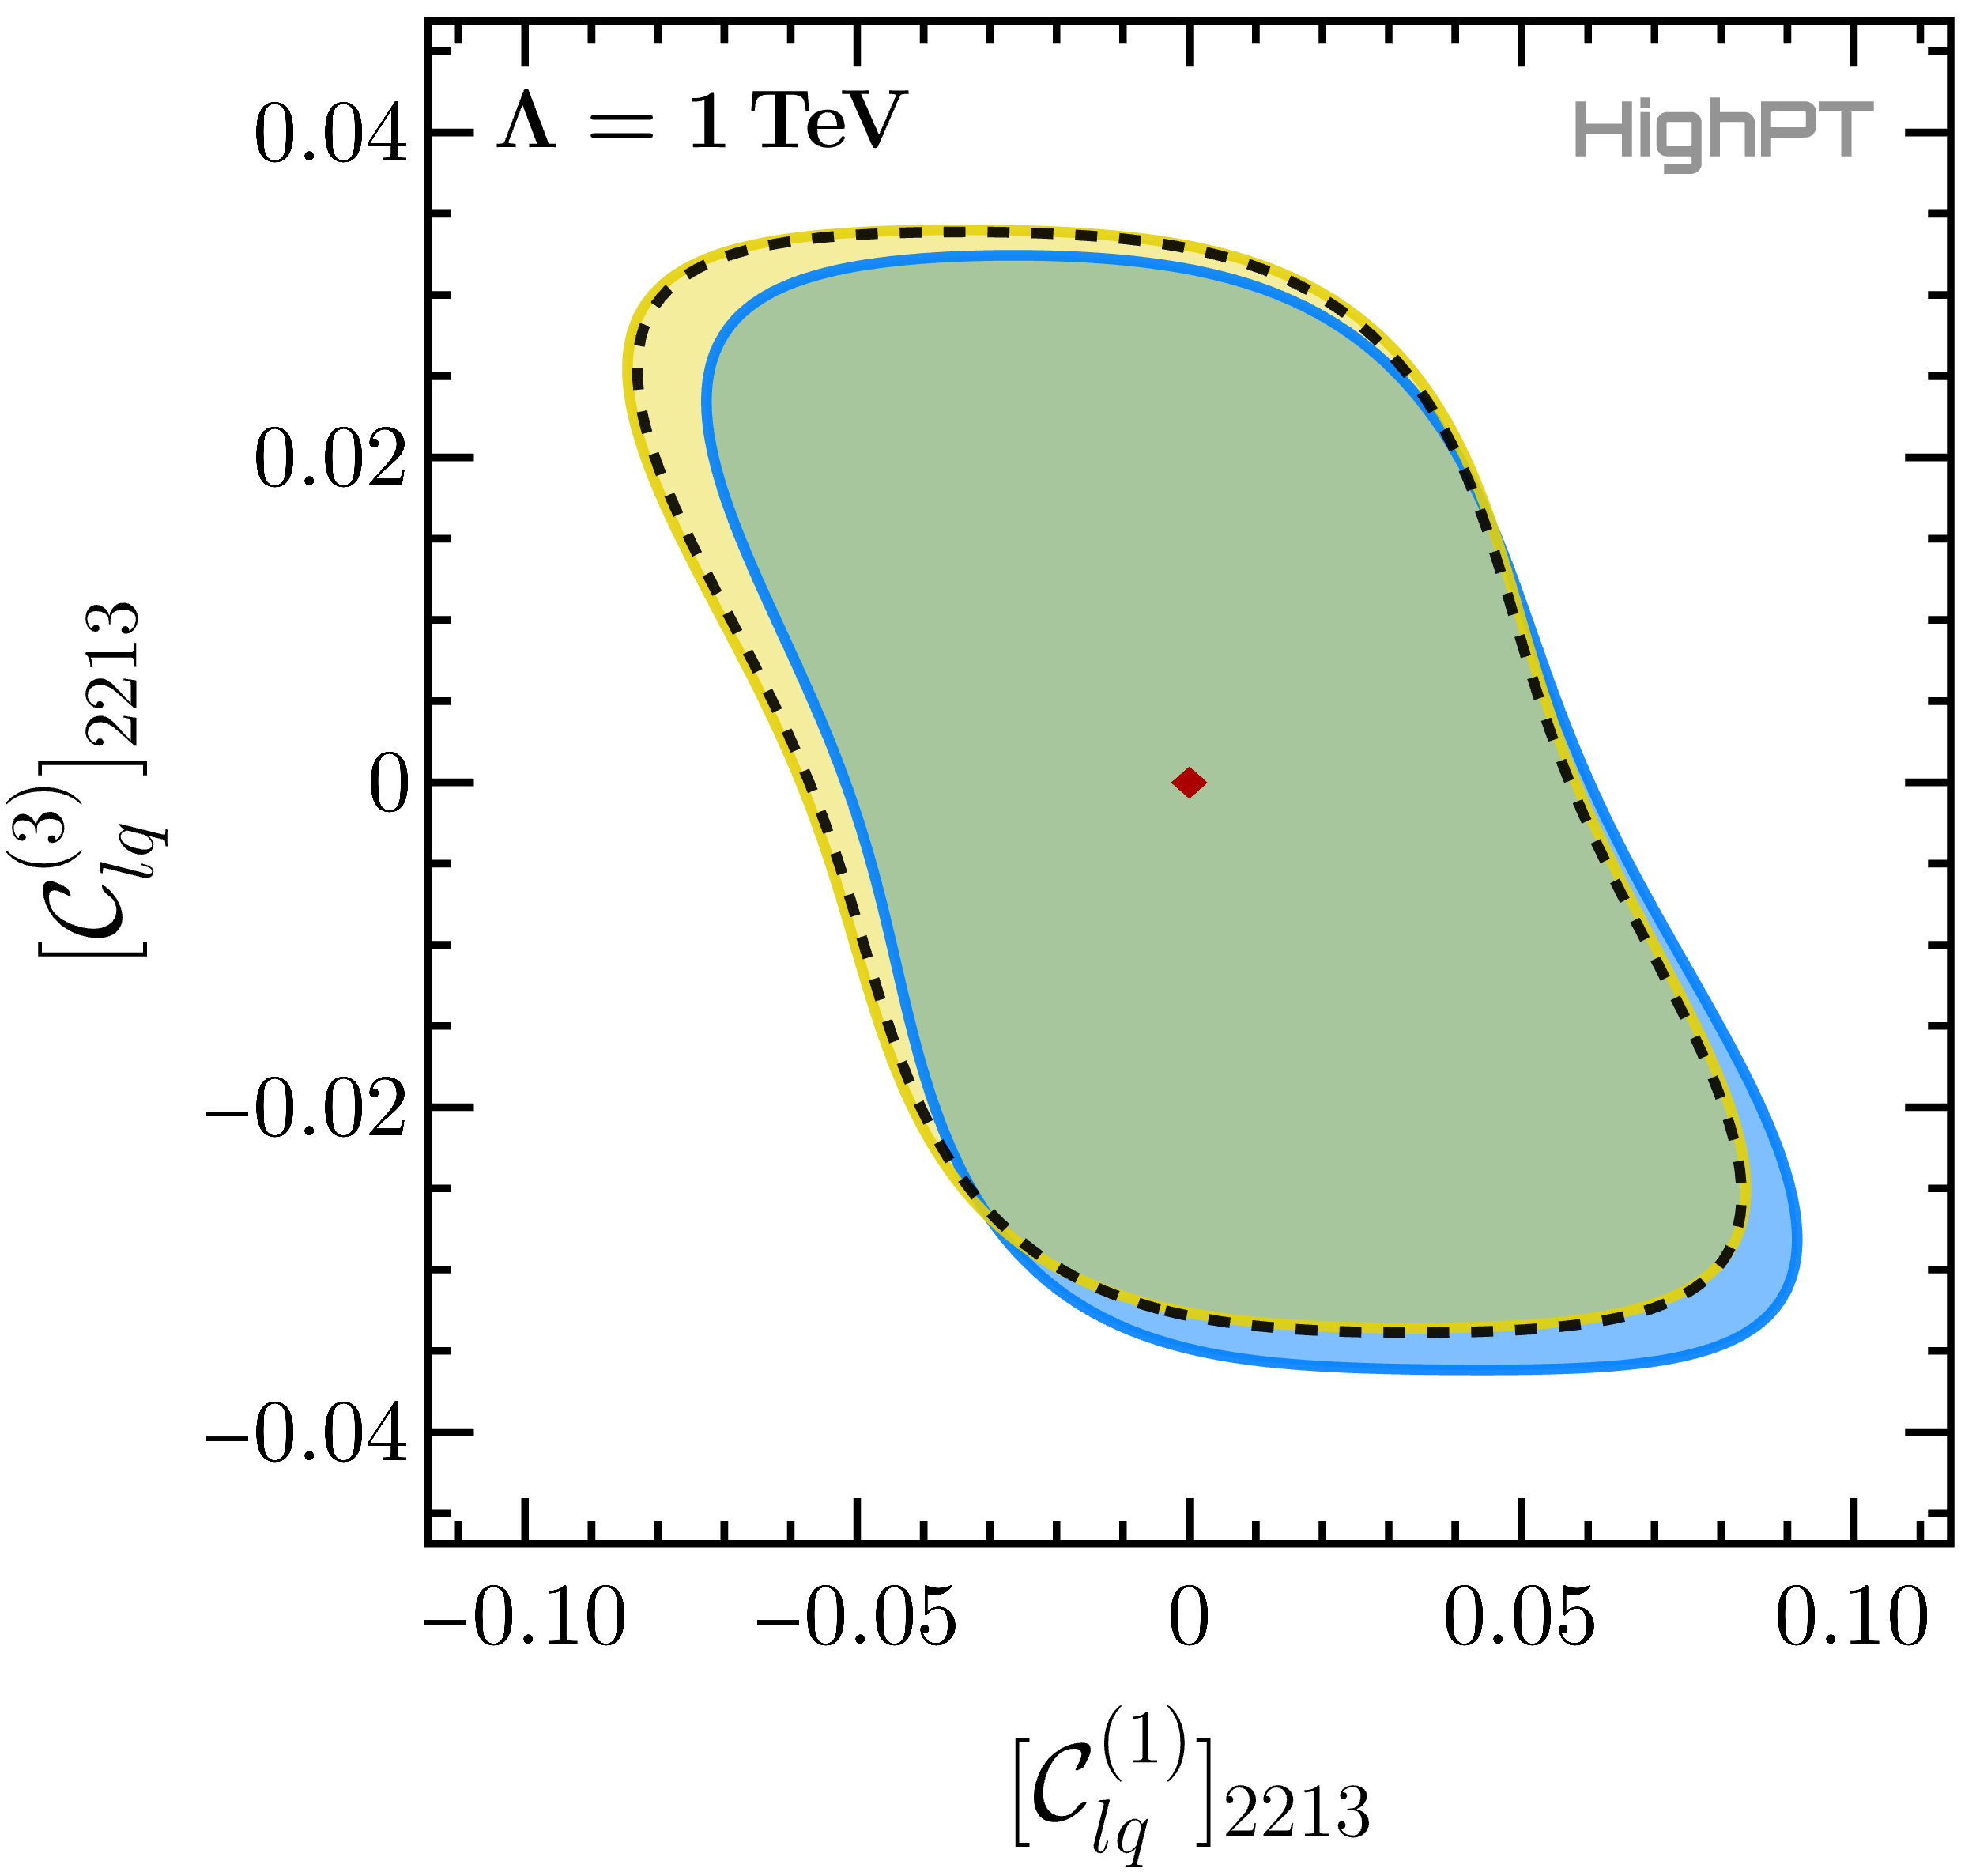 Λ = 1 TeV
HighPT
0.04
0.02
0
−0.02
−0.04
[𝒞_{lq}^{(3)}]_{2213}
−0.10 −0.05 0 0.05 0.10
[𝒞_{lq}^{(1)}]_{2213}